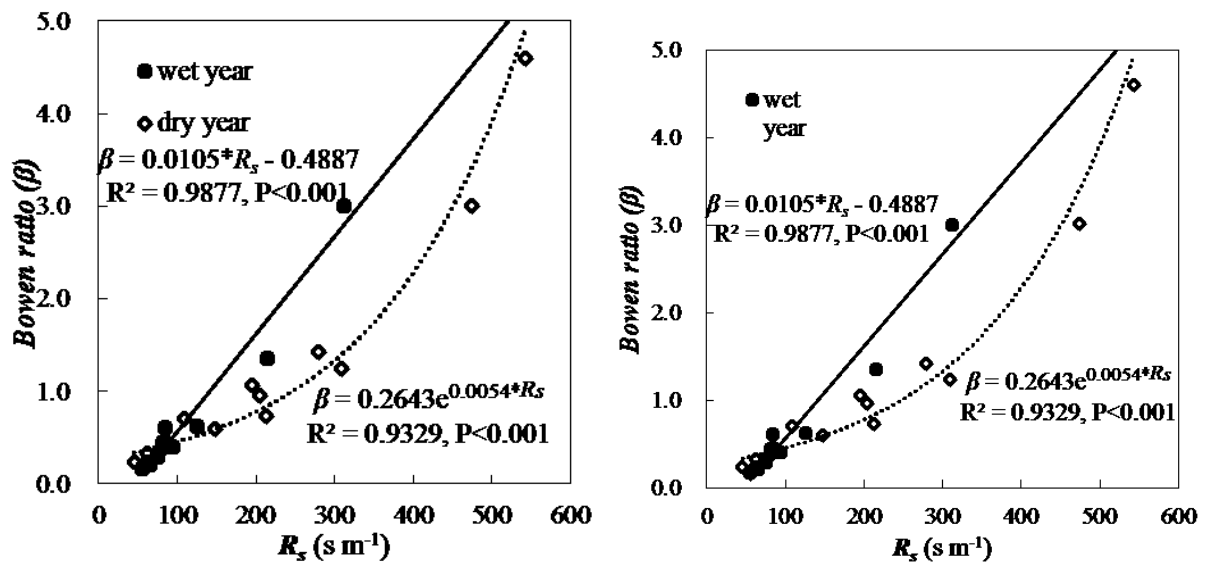 5.0
4.0
3.0
2.0
1.0
0.0
Bowen ratio (β)
wet year
dry year
β = 0.0105*Rs - 0.4887
R² = 0.9877, P<0.001
β = 0.2643e^0.0054*Rs
R² = 0.9329, P<0.001
0 100 200 300 400 500 600
Rs (s m⁻¹)
5.0
4.0
3.0
2.0
1.0
0.0
Bowen ratio (β)
wet
year
β = 0.0105*Rs - 0.4887
R² = 0.9877, P<0.001
β = 0.2643e^0.0054*Rs
R² = 0.9329, P<0.001
0 100 200 300 400 500 600
Rs (s m⁻¹)